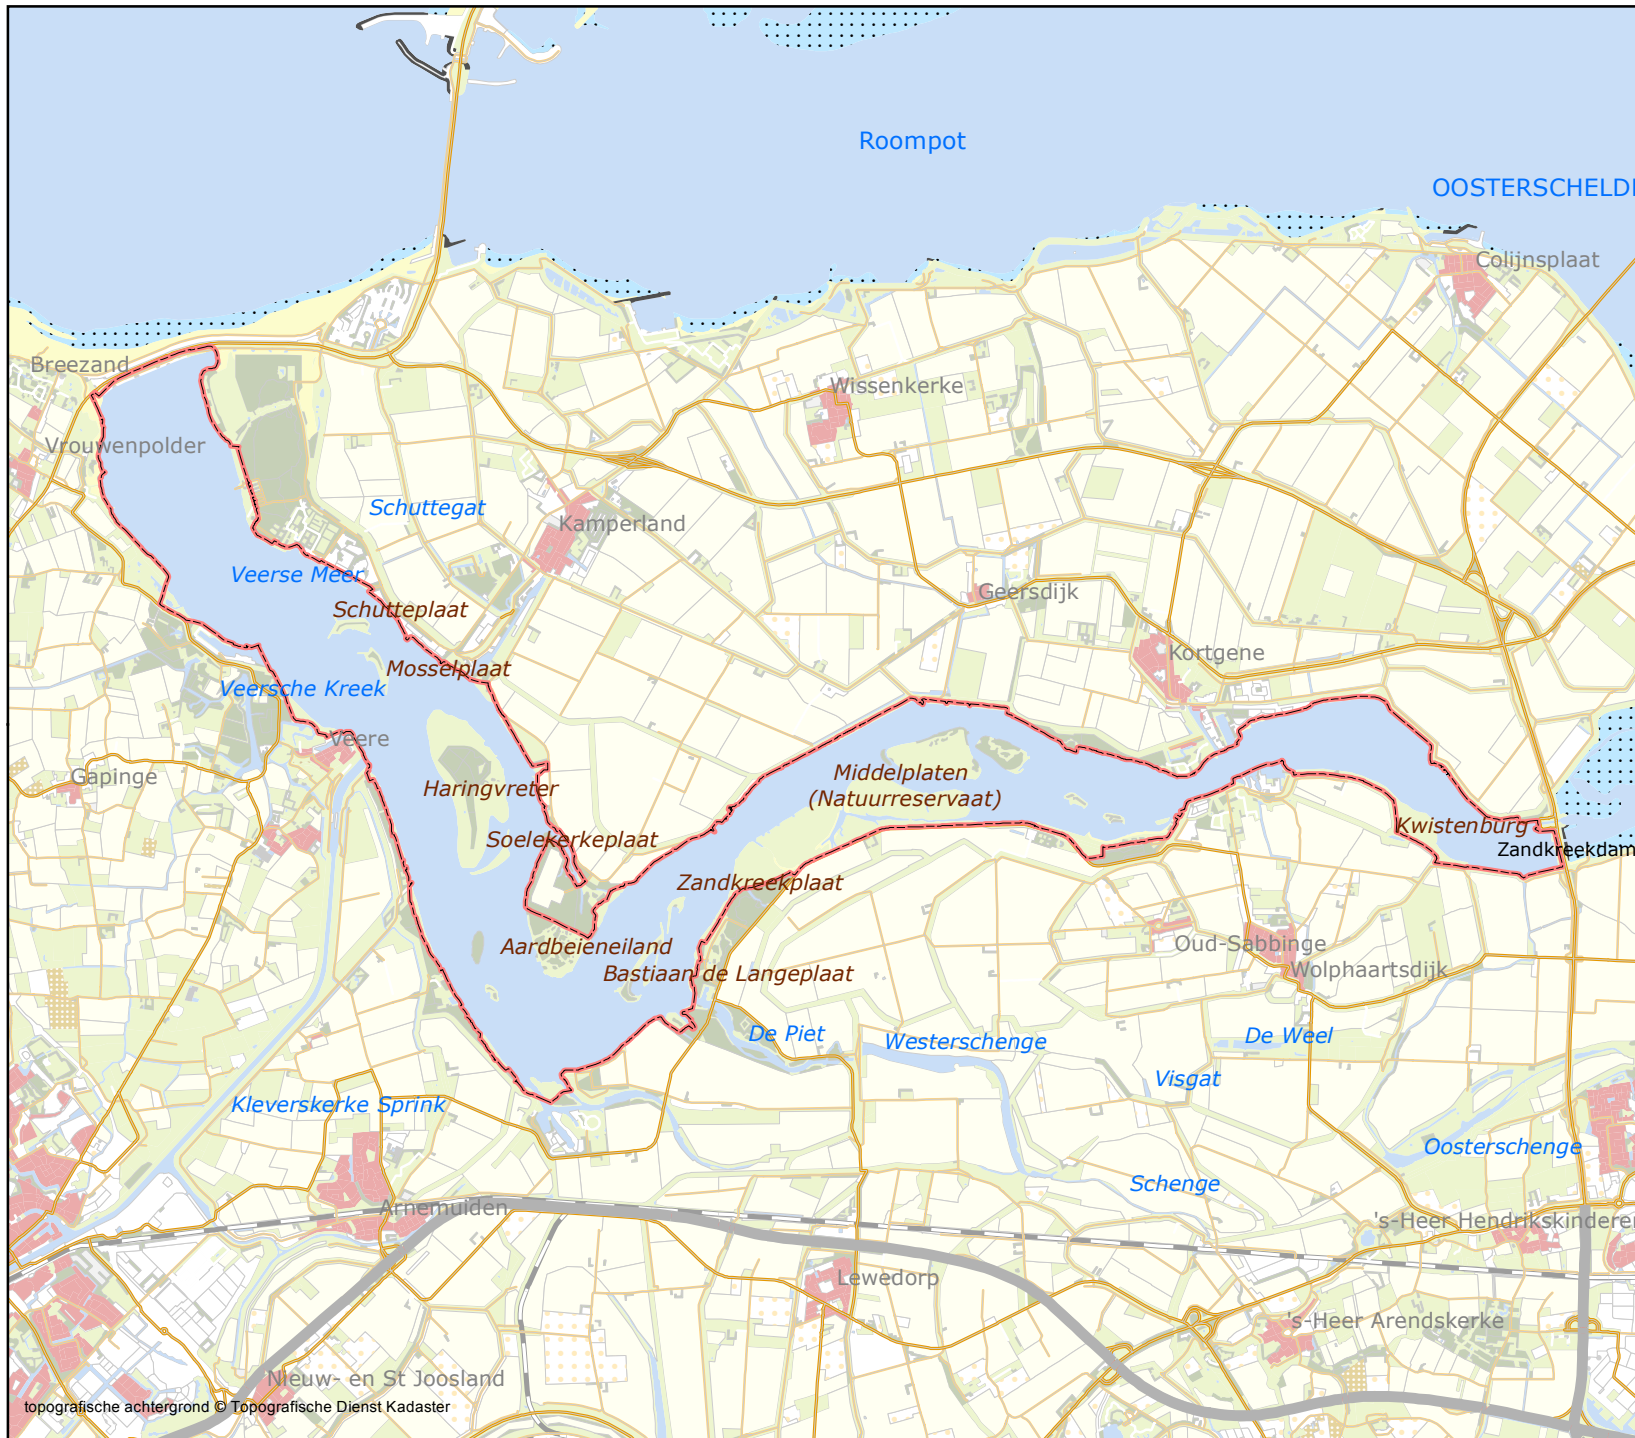 Roompot
OOSTERSCHELD
Colijnsplaat
Breezand
Wissenkerke
Vrouwenpolder
Schuttegat
Kamperland
Veerse Meer
Geersdijk
Schutteplaat
Kortgene
Mosselplaat
Veersche Kreek
Veere
Gapinge
Middelplaten
(Natuurreservaat)
Haringvreter
Kwistenburg
Soelekerkeplaat
Zandkreekdam
Zandkreekplaat
Aardbeieneiland
Oud-Sabbinge
Bastiaan de Langeplaat
Wolphaartsdijk
De Piet
Westerschenge
De Weel
Visgat
Kleverskerke Sprink
Oosterschenge
Schenge
Arnemuiden
's-Heer Hendrikskinderen
Lewedorp
's-Heer Arendskerke
Nieuw- en St Joosland
topografische achtergrond © Topografische Dienst Kadaster